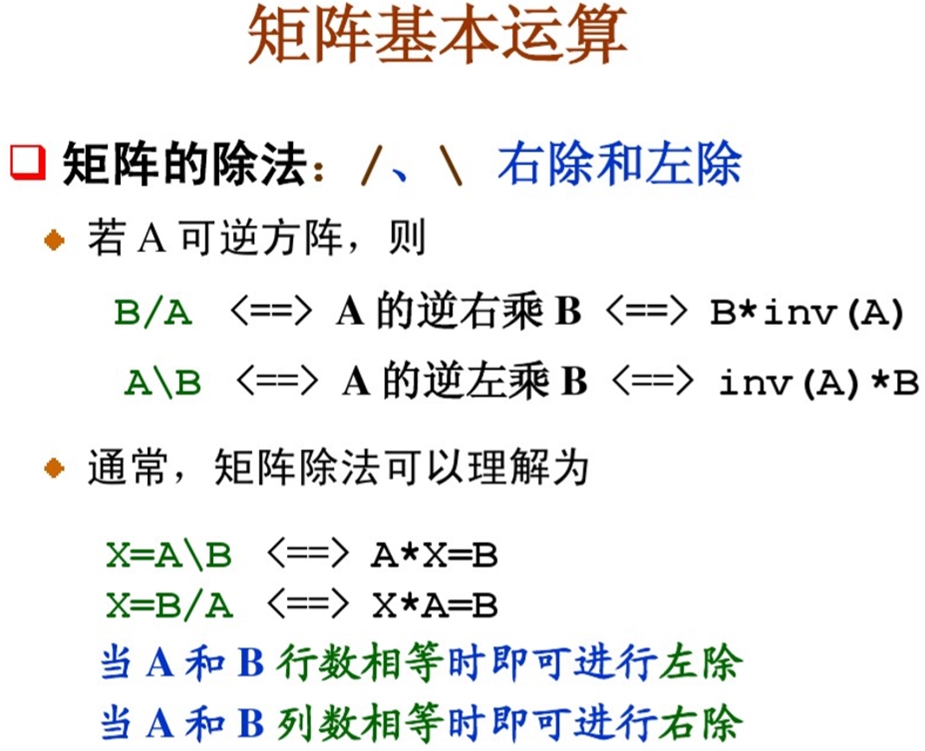 矩阵基本运算
矩阵的除法：/、\ 右除和左除
若 A 可逆方阵，则
B/A <==> A 的逆右乘 B <==> B*inv(A)
A\B <==> A 的逆左乘 B <==> inv(A)*B
通常，矩阵除法可以理解为
X=A\B <==> A*X=B
X=B/A <==> X*A=B
当 A 和 B 行数相等时即可进行左除
当 A 和 B 列数相等时即可进行右除